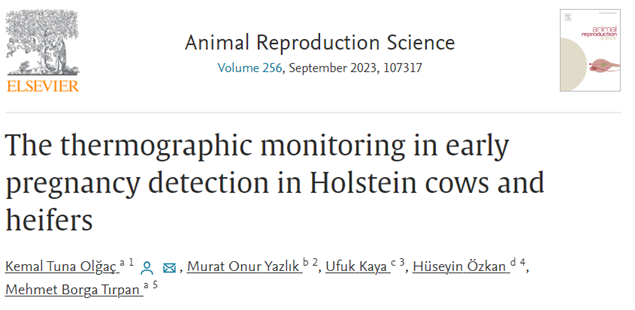 Animal Reproduction Science
Volume 256, September 2023, 107317
ELSEVIER
animal
reproduction
The thermographic monitoring in early
pregnancy detection in Holstein cows and
heifers
Kemal Tuna Olğaç a 1, Murat Onur Yazlık b 2, Ufuk Kaya c 3, Hüseyin Özkan d 4,
Mehmet Borga Tırpan a 5